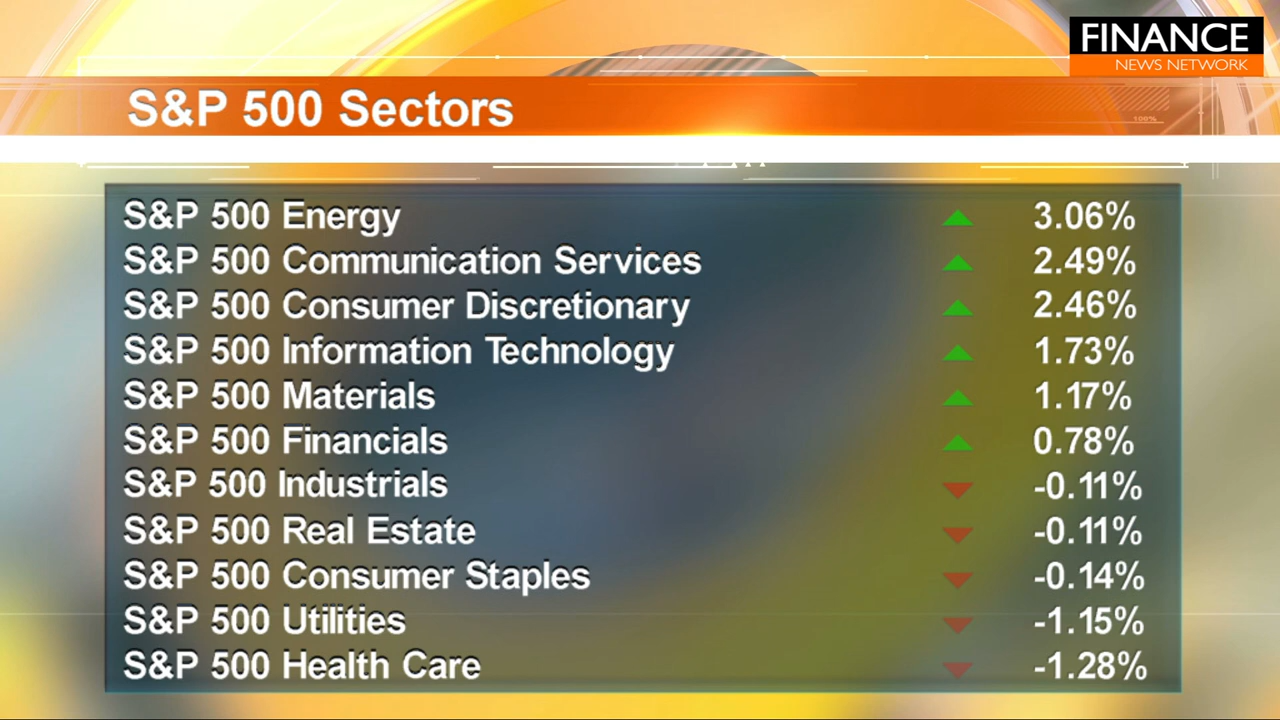 FINANCE
NEWS NETWORK
S&P 500 Sectors
100%
S&P 500 Energy 3.06%
S&P 500 Communication Services 2.49%
S&P 500 Consumer Discretionary 2.46%
S&P 500 Information Technology 1.73%
S&P 500 Materials 1.17%
S&P 500 Financials 0.78%
S&P 500 Industrials -0.11%
S&P 500 Real Estate -0.11%
S&P 500 Consumer Staples -0.14%
S&P 500 Utilities -1.15%
S&P 500 Health Care -1.28%